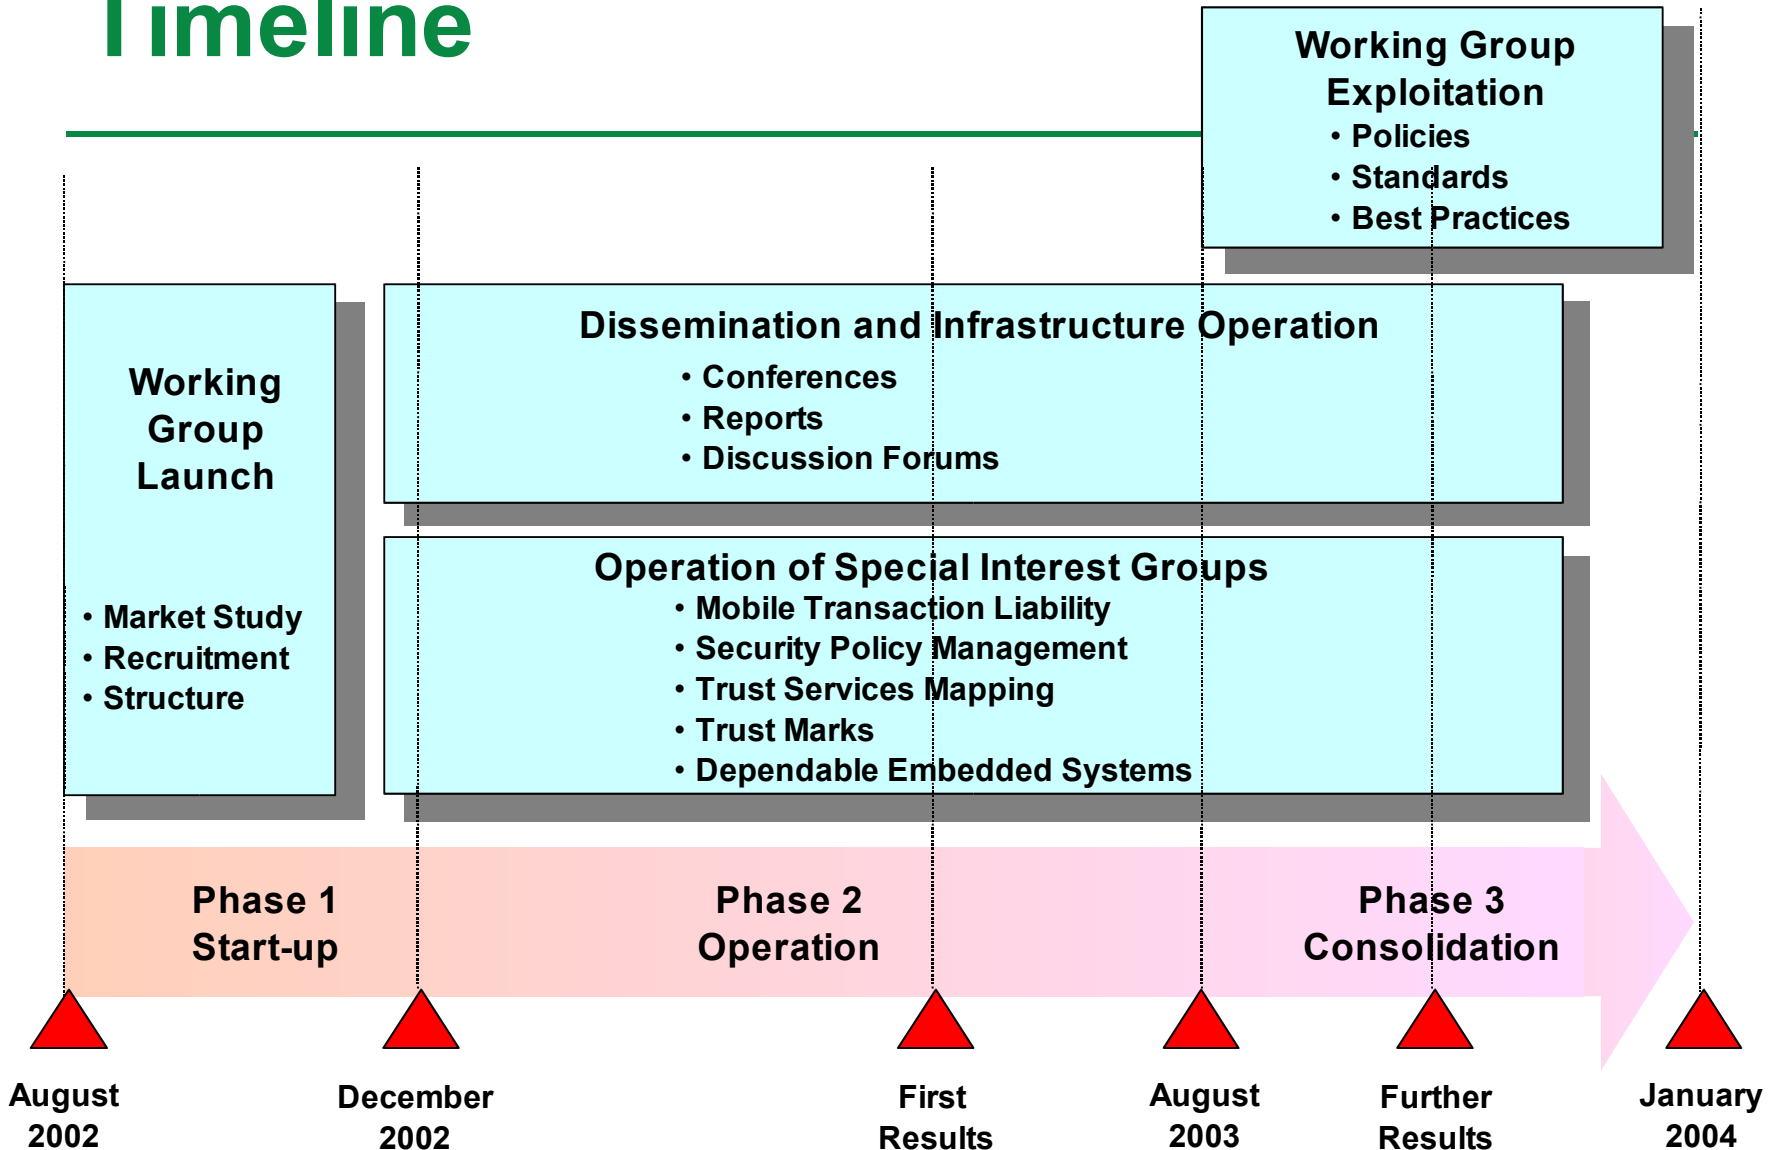 Timeline
Working Group
Exploitation
• Policies
• Standards
• Best Practices
Working
Group
Launch
• Market Study
• Recruitment
• Structure
Dissemination and Infrastructure Operation
• Conferences
• Reports
• Discussion Forums
Operation of Special Interest Groups
• Mobile Transaction Liability
• Security Policy Management
• Trust Services Mapping
• Trust Marks
• Dependable Embedded Systems
Phase 1
Start-up
Phase 2
Operation
Phase 3
Consolidation
August
2002
December
2002
First
Results
August
2003
Further
Results
January
2004